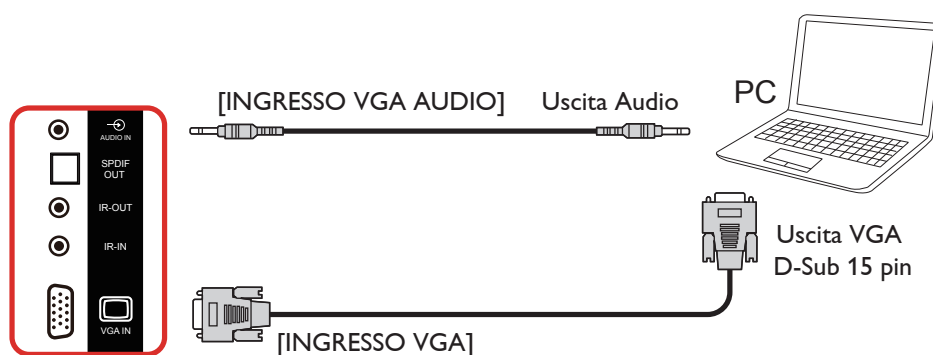 [INGRESSO VGA AUDIO]
Uscita Audio
PC
AUDIO IN
SPDIF
OUT
IR-OUT
IR-IN
VGA IN
Uscita VGA
D-Sub 15 pin
[INGRESSO VGA]